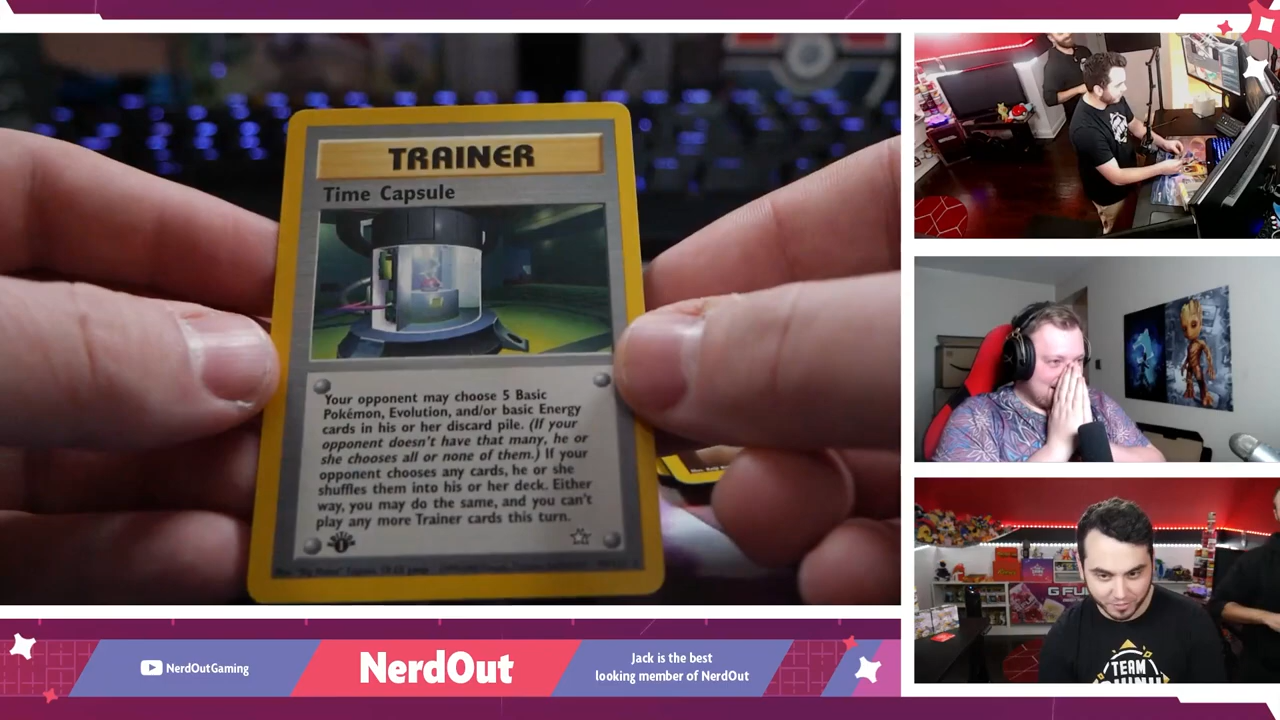 TRAINER
Time Capsule
Your opponent may choose 5 Basic
Pokémon, Evolution, and/or basic Energy
cards in his or her discard pile. (If your
opponent doesn't have that many, he or
she chooses all or none of them.) If your
opponent chooses any cards, he or she
shuffles them into his or her deck. Either
way, you may do the same, and you can't
play any more Trainer cards this turn.
1
G FU
TEAM
NerdOutGaming
NerdOut
Jack is the best
looking member of NerdOut